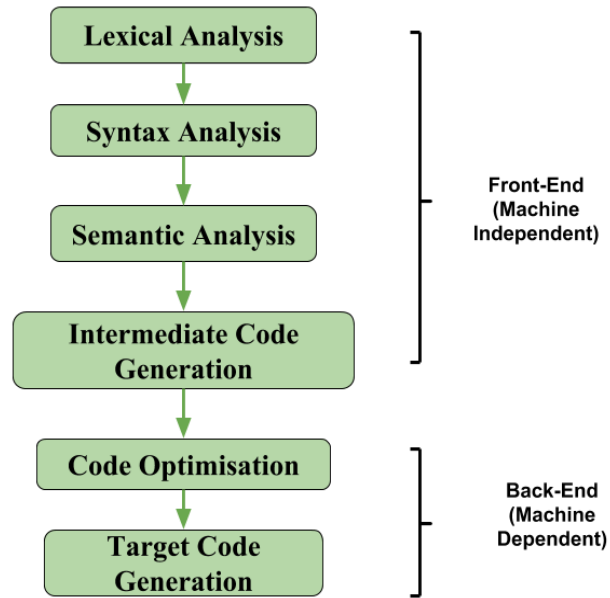 Lexical Analysis
Syntax Analysis
Semantic Analysis
Intermediate Code
Generation
Front-End
(Machine
Independent)
Code Optimisation
Target Code
Generation
Back-End
(Machine
Dependent)